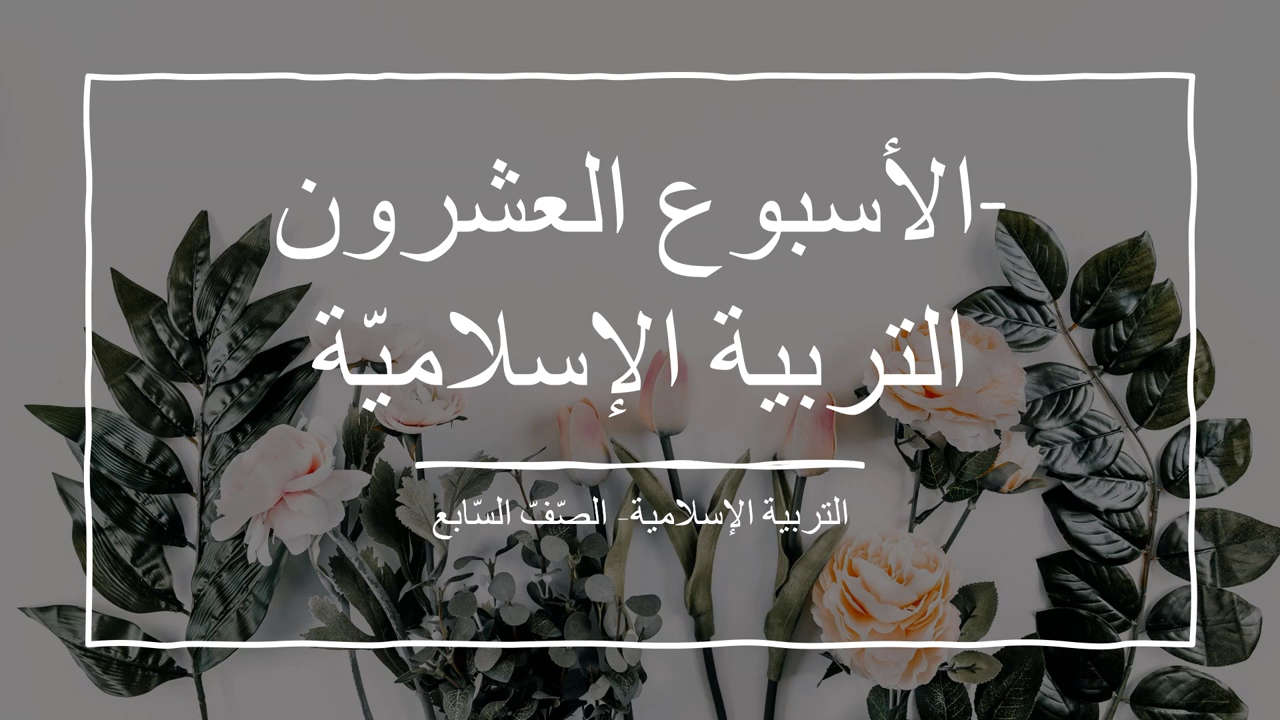 -الأسبوع العشرون
التربية الإسلاميّة
التربية الإسلامية- الصّفّ السّابع